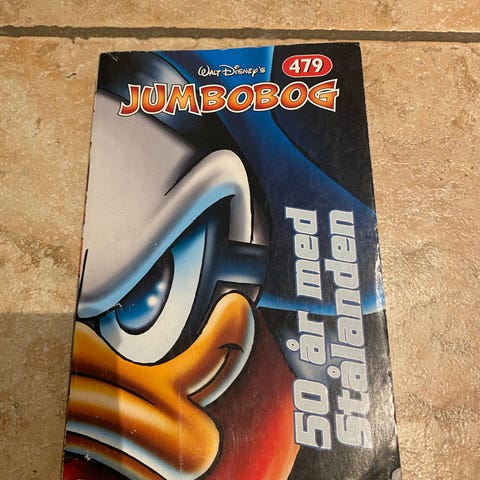 Walt Disney's
479
JUMBOBOG
50 år med
Stålanden